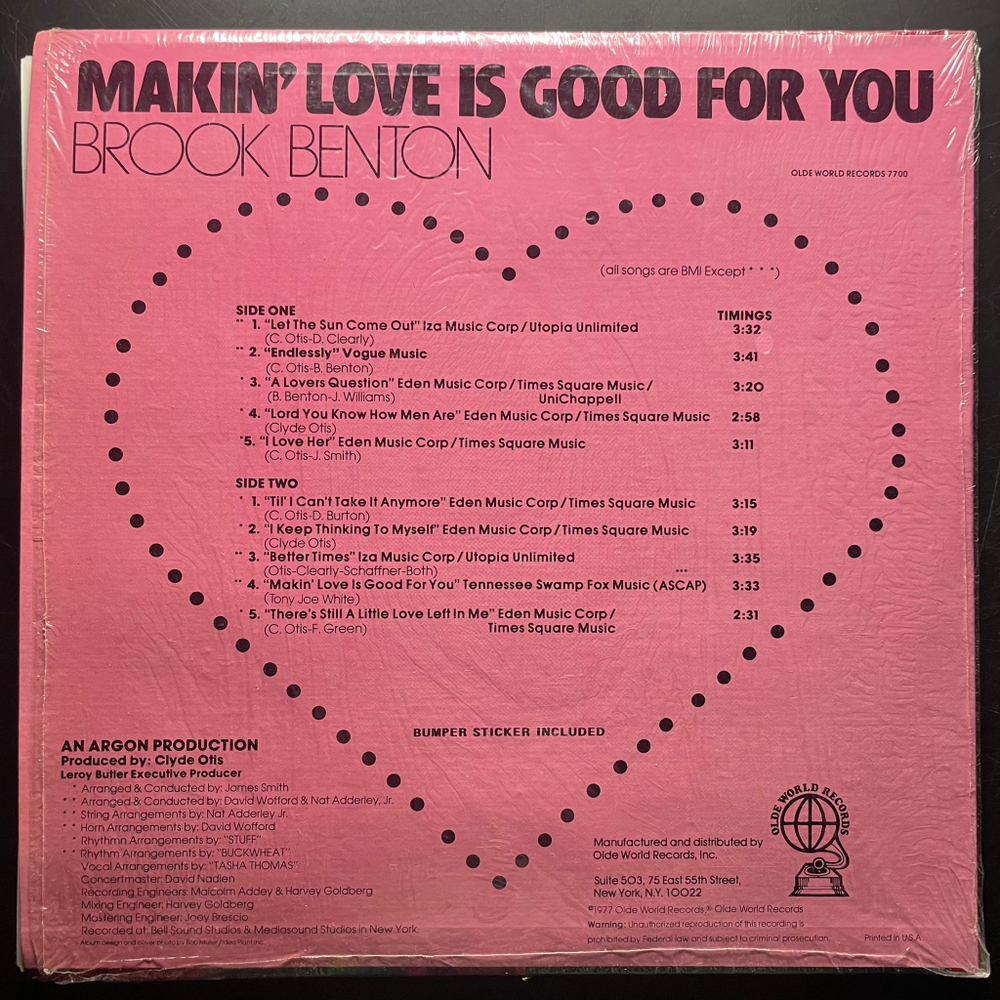 MAKIN' LOVE IS GOOD FOR YOU
BROOK BENTON
OLDE WORLD RECORDS 7700
(all songs are BMI Except * * *)
SIDE ONE
TIMINGS
** 1. "Let The Sun Come Out" Iza Music Corp/Utopia Unlimited 3:32
(C. Otis-D. Clearly)
** 2. "Endlessly" Vogue Music 3:41
(C. Otis-B. Benton)
* 3. "A Lovers Question" Eden Music Corp/Times Square Music/ 3:20
(B. Benton-J. Williams) UniChappell
* 4. "Lord You Know How Men Are" Eden Music Corp/Times Square Music 2:58
(Clyde Otis)
*5. "I Love Her" Eden Music Corp/Times Square Music 3:11
(C. Otis-J. Smith)
SIDE TWO
* 1. "Til' I Can't Take It Anymore" Eden Music Corp/Times Square Music 3:15
(C. Otis-D. Burton)
* 2. "I Keep Thinking To Myself" Eden Music Corp/Times Square Music 3:19
(Clyde Otis)
** 3. "Better Times" Iza Music Corp/Utopia Unlimited 3:35
(Otis-Clearly-Schaffner-Both) ***
** 4. "Makin' Love Is Good For You" Tennessee Swamp Fox Music (ASCAP) 3:33
(Tony Joe White)
* 5. "There's Still A Little Love Left In Me" Eden Music Corp/ 2:31
(C. Otis-F. Green) Times Square Music
BUMPER STICKER INCLUDED
AN ARGON PRODUCTION
Produced by: Clyde Otis
Leroy Butler Executive Producer
* Arranged & Conducted by: James Smith
** Arranged & Conducted by: David Wofford & Nat Adderley, Jr.
** String Arrangements by: Nat Adderley Jr.
** Horn Arrangements by: David Wofford
* Rhythmn Arrangements by: "STUFF"
** Rhythm Arrangements by: "BUCKWHEAT"
Vocal Arrangements by: "TASHA THOMAS"
Concertmaster: David Nadien
Recording Engineers: Malcolm Addey & Harvey Goldberg
Mixing Engineer: Harvey Goldberg
Mastering Engineer: Joey Brescio
Recorded at: Bell Sound Studios & Mediasound Studios in New York
Album design and cover photo by Bob
OLDE WORLD RECORDS
Manufactured and distributed by
Olde World Records, Inc.
Suite 503, 75 East 55th Street,
New York, N.Y. 10022
℗1977 Olde World Records,® Olde World Records
Warning: Unauthorized reproduction of this recording is
prohibited by Federal law and subject to criminal prosecution.
Printed in U.S.A.